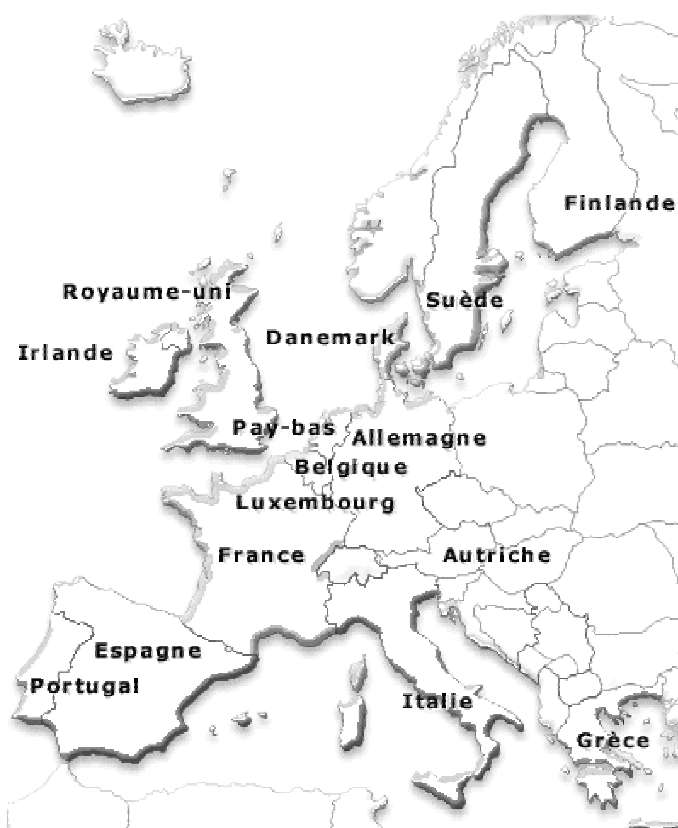 Finlande
Royaume-uni
Suède
Danemark
Irlande
Pay-bas
Allemagne
Belgique
Luxembourg
France
Autriche
Espagne
Portugal
Italie
Grèce